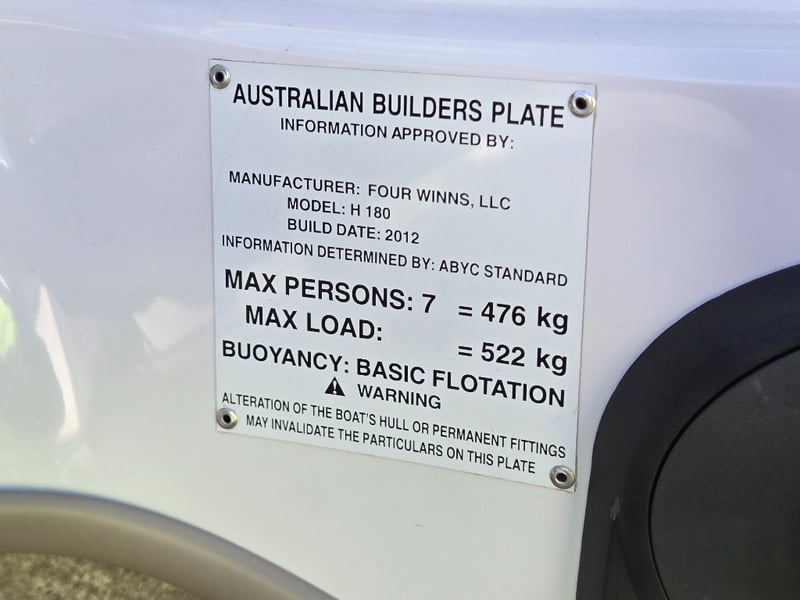 AUSTRALIAN BUILDERS PLATE
INFORMATION APPROVED BY:
MANUFACTURER: FOUR WINNS, LLC
MODEL: H 180
BUILD DATE: 2012
INFORMATION DETERMINED BY: ABYC STANDARD
MAX PERSONS: 7 = 476 kg
MAX LOAD: = 522 kg
BUOYANCY: BASIC FLOTATION
WARNING
ALTERATION OF THE BOAT'S HULL OR PERMANENT FITTINGS
MAY INVALIDATE THE PARTICULARS ON THIS PLATE